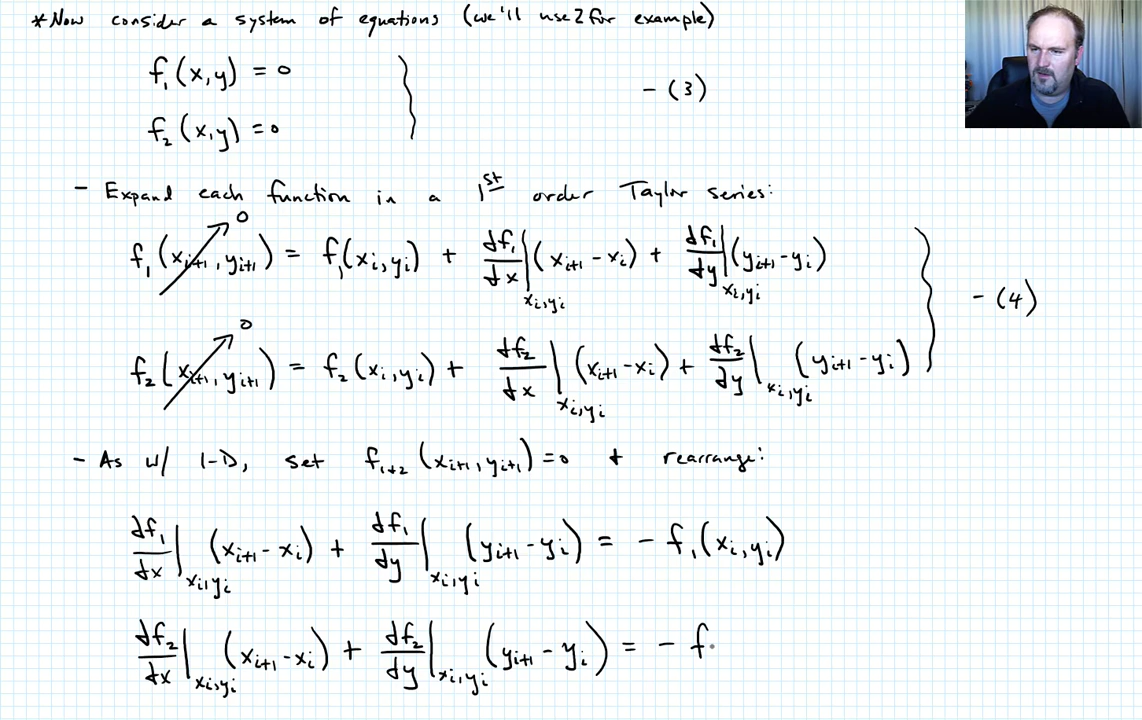 *Now consider a system of equations (we'll use 2 for example)
f₁(x,y) = 0
f₂(x,y) = 0
- (3)
- Expand each function in a 1st order Taylor series:
f₁(xᵢ₊₁, yᵢ₊₁) → 0 = f₁(xᵢ, yᵢ) + df₁/dx|xᵢ,yᵢ (xᵢ₊₁ - xᵢ) + df₁/dy|xᵢ,yᵢ (yᵢ₊₁ - yᵢ)
- (4)
f₂(xᵢ₊₁, yᵢ₊₁) → 0 = f₂(xᵢ, yᵢ) + df₂/dx|xᵢ,yᵢ (xᵢ₊₁ - xᵢ) + df₂/dy|xᵢ,yᵢ (yᵢ₊₁ - yᵢ)
- As w/ 1-D, set f₁₊₂(xᵢ₊₁, yᵢ₊₁) = 0 + rearrange:
df₁/dx|xᵢ,yᵢ (xᵢ₊₁ - xᵢ) + df₁/dy|xᵢ,yᵢ (yᵢ₊₁ - yᵢ) = - f₁(xᵢ, yᵢ)
df₂/dx|xᵢ,yᵢ (xᵢ₊₁ - xᵢ) + df₂/dy|xᵢ,yᵢ (yᵢ₊₁ - yᵢ) = - f